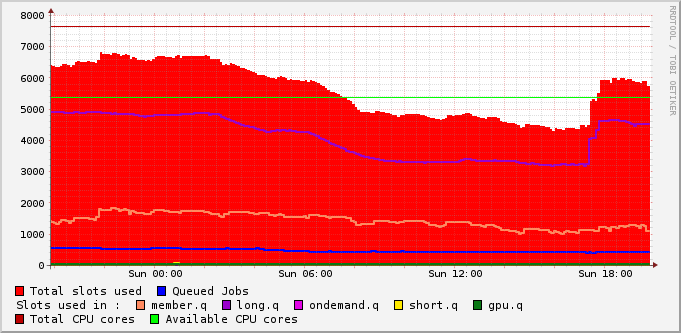 RRDTOOL / TOBI OETIKER
8000
7000
6000
5000
4000
3000
2000
1000
0
Sun 00:00 Sun 06:00 Sun 12:00 Sun 18:00
Total slots used Queued Jobs
Slots used in : member.q long.q ondemand.q short.q gpu.q
Total CPU cores Available CPU cores